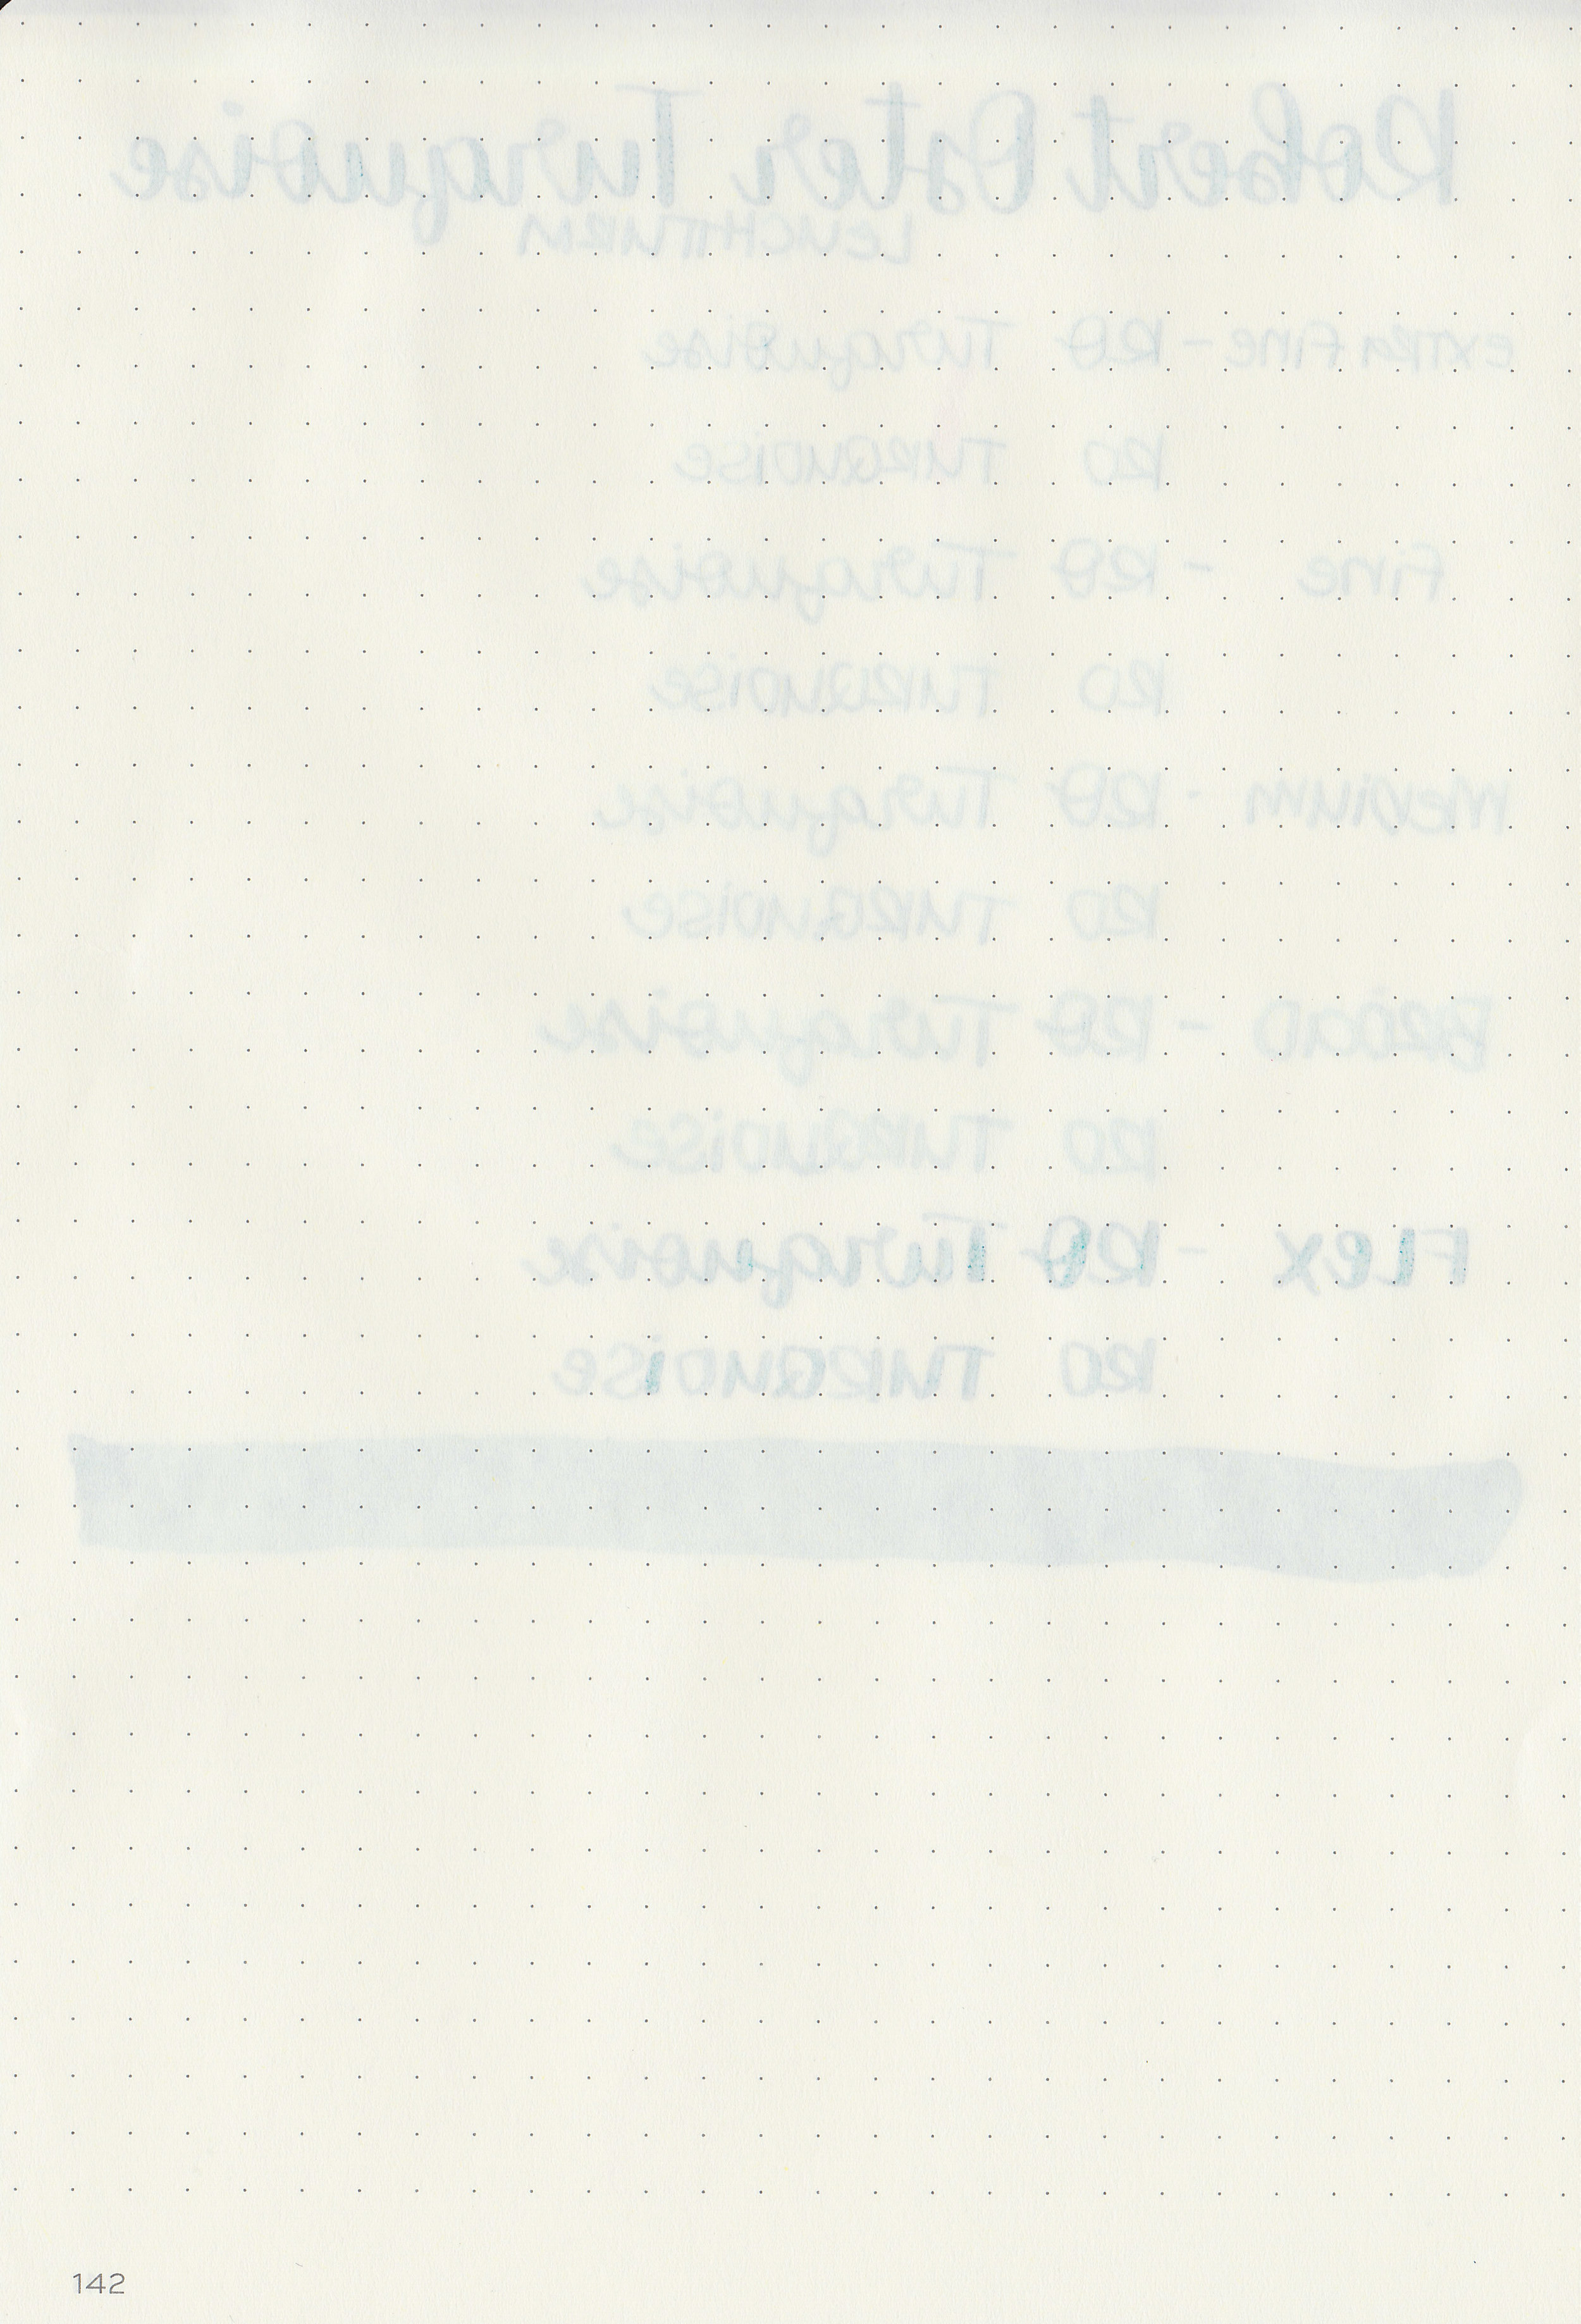 Robert Oster Turquoise
LEUCHTTURM
EXTRA FINE - RO Turquoise
RO TURQUOISE
FINE - RO Turquoise
RO TURQUOISE
MEDIUM - RO Turquoise
RO TURQUOISE
BROAD - RO Turquoise
RO TURQUOISE
FLEX - RO Turquoise
RO TURQUOISE
142